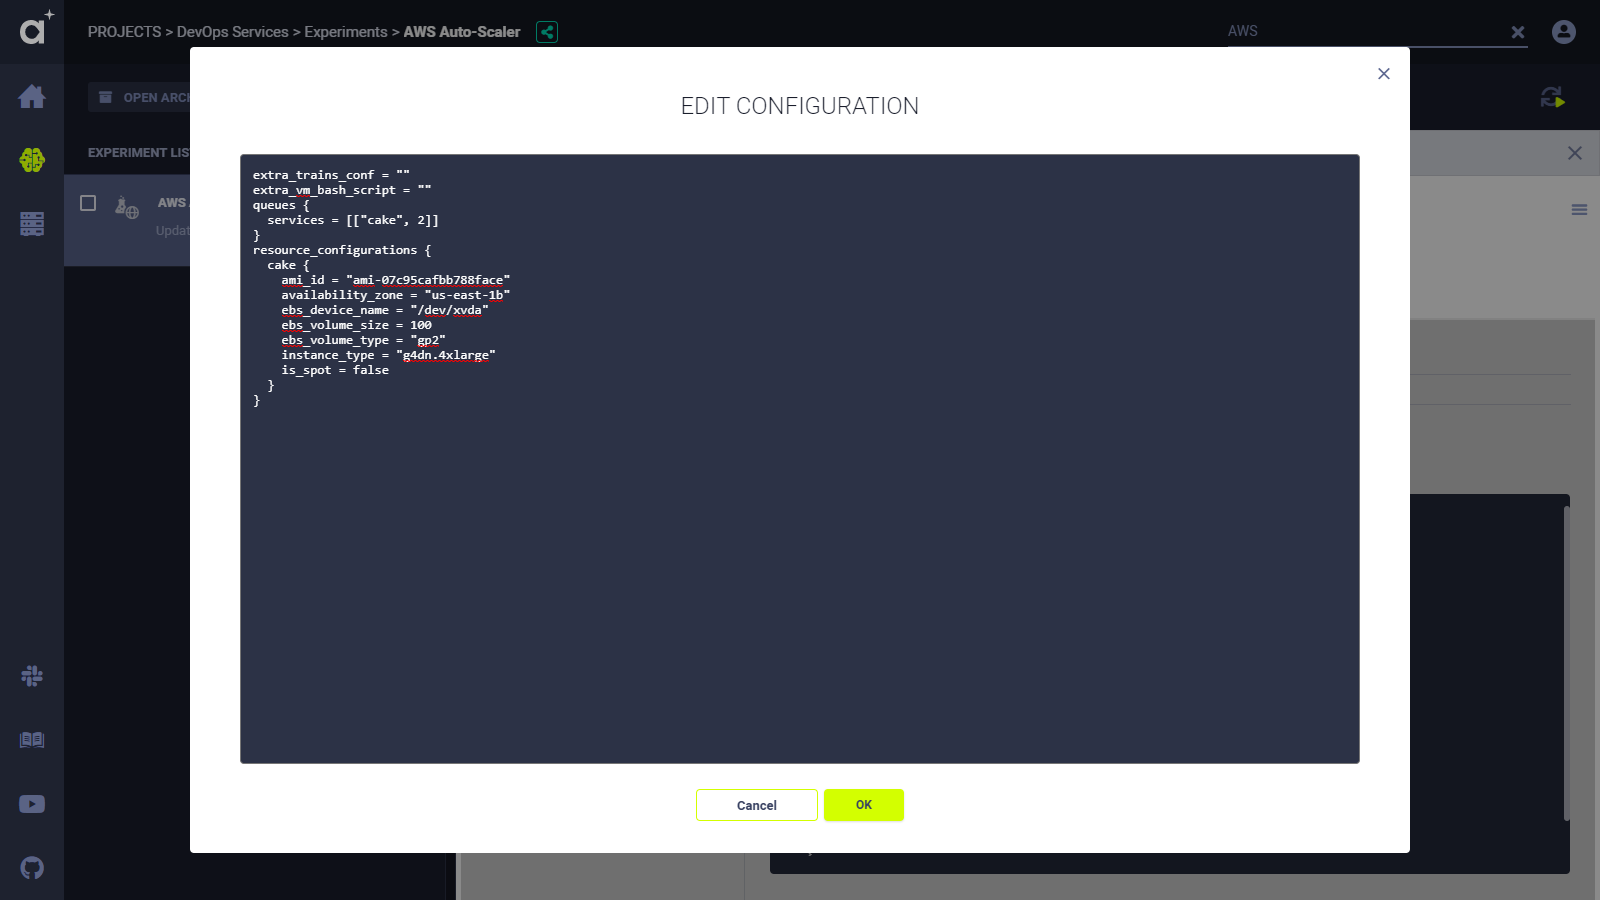 PROJECTS > DevOps Services > Experiments > AWS Auto-Scaler
AWS
OPEN ARCH
EXPERIMENT LIS
AWS
Updat
EDIT CONFIGURATION
extra_trains_conf = ""
extra_vm_bash_script = ""
queues {
  services = [["cake", 2]]
}
resource_configurations {
  cake {
    ami_id = "ami-07c95cafbb788face"
    availability_zone = "us-east-1b"
    ebs_device_name = "/dev/xvda"
    ebs_volume_size = 100
    ebs_volume_type = "gp2"
    instance_type = "g4dn.4xlarge"
    is_spot = false
  }
}
Cancel
OK